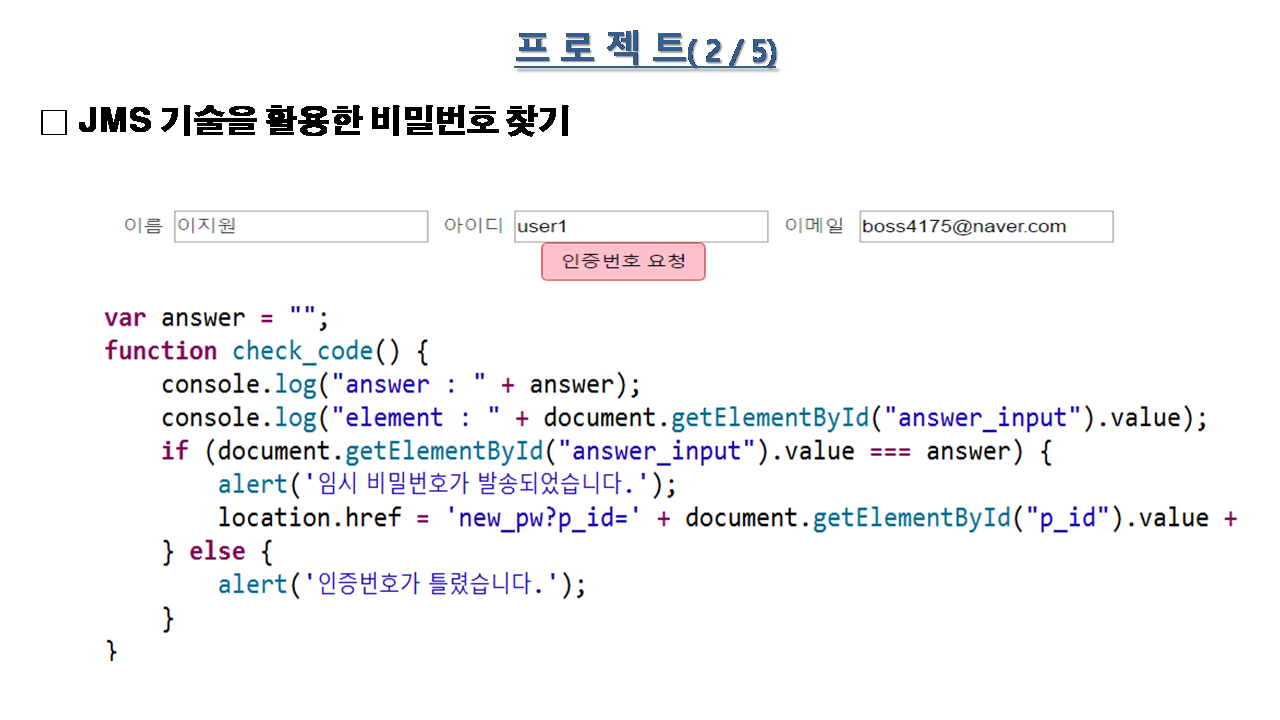 프 로 젝 트( 2 / 5)
□ JMS 기술을 활용한 비밀번호 찾기
이름 이지원 아이디 user1 이메일 boss4175@naver.com
인증번호 요청
var answer = "";
function check_code() {
    console.log("answer : " + answer);
    console.log("element : " + document.getElementById("answer_input").value);
    if (document.getElementById("answer_input").value === answer) {
        alert('임시 비밀번호가 발송되었습니다.');
        location.href = 'new_pw?p_id=' + document.getElementById("p_id").value +
    } else {
        alert('인증번호가 틀렸습니다.');
    }
}